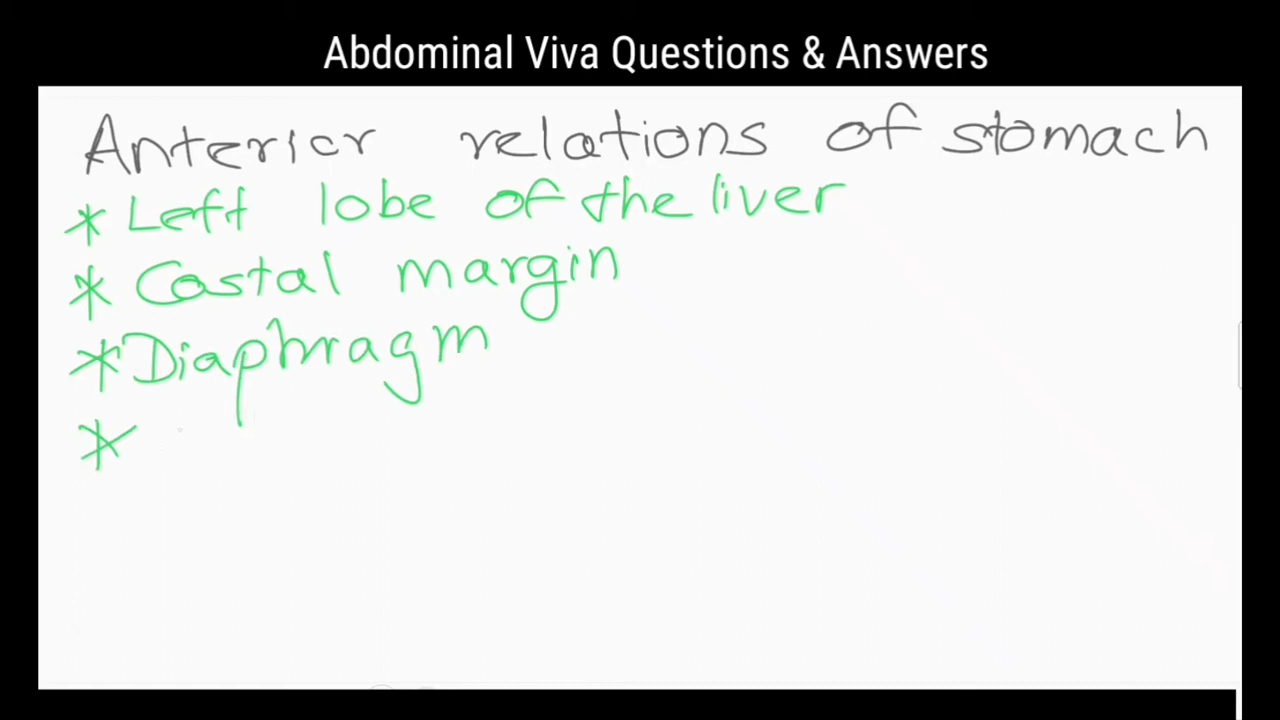 Abdominal Viva Questions & Answers
Anterior relations of stomach
* Left lobe of the liver
* Costal margin
* Diaphragm
*